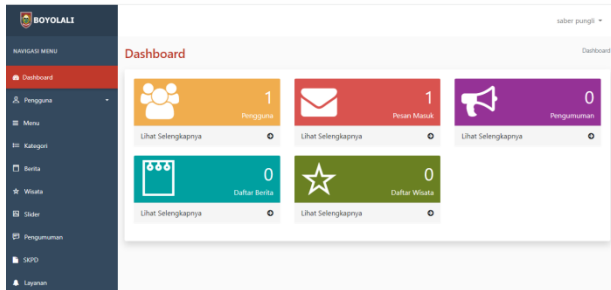 BOYOLALI
saber pungli
NAVIGASI MENU
Dashboard
Dashboard
Dashboard
Pengguna
Menu
Kategori
Berita
Wisata
Slider
Pengumuman
SKPD
Layanan
1
Pengguna
Lihat Selengkapnya
1
Pesan Masuk
Lihat Selengkapnya
0
Pengumuman
Lihat Selengkapnya
0
Daftar Berita
Lihat Selengkapnya
0
Daftar Wisata
Lihat Selengkapnya